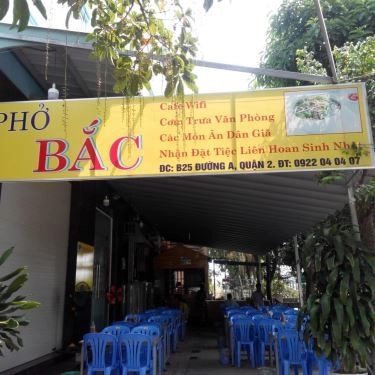 PHỞ
BẮC
Cafe Wifi
Cơm Trưa Văn Phòng
Các Món Ăn Dân Giã
Nhận Đặt Tiệc Liên Hoan Sinh Nhật
ĐC: B25 ĐƯỜNG A, QUẬN 2. ĐT: 0922 04 04 07